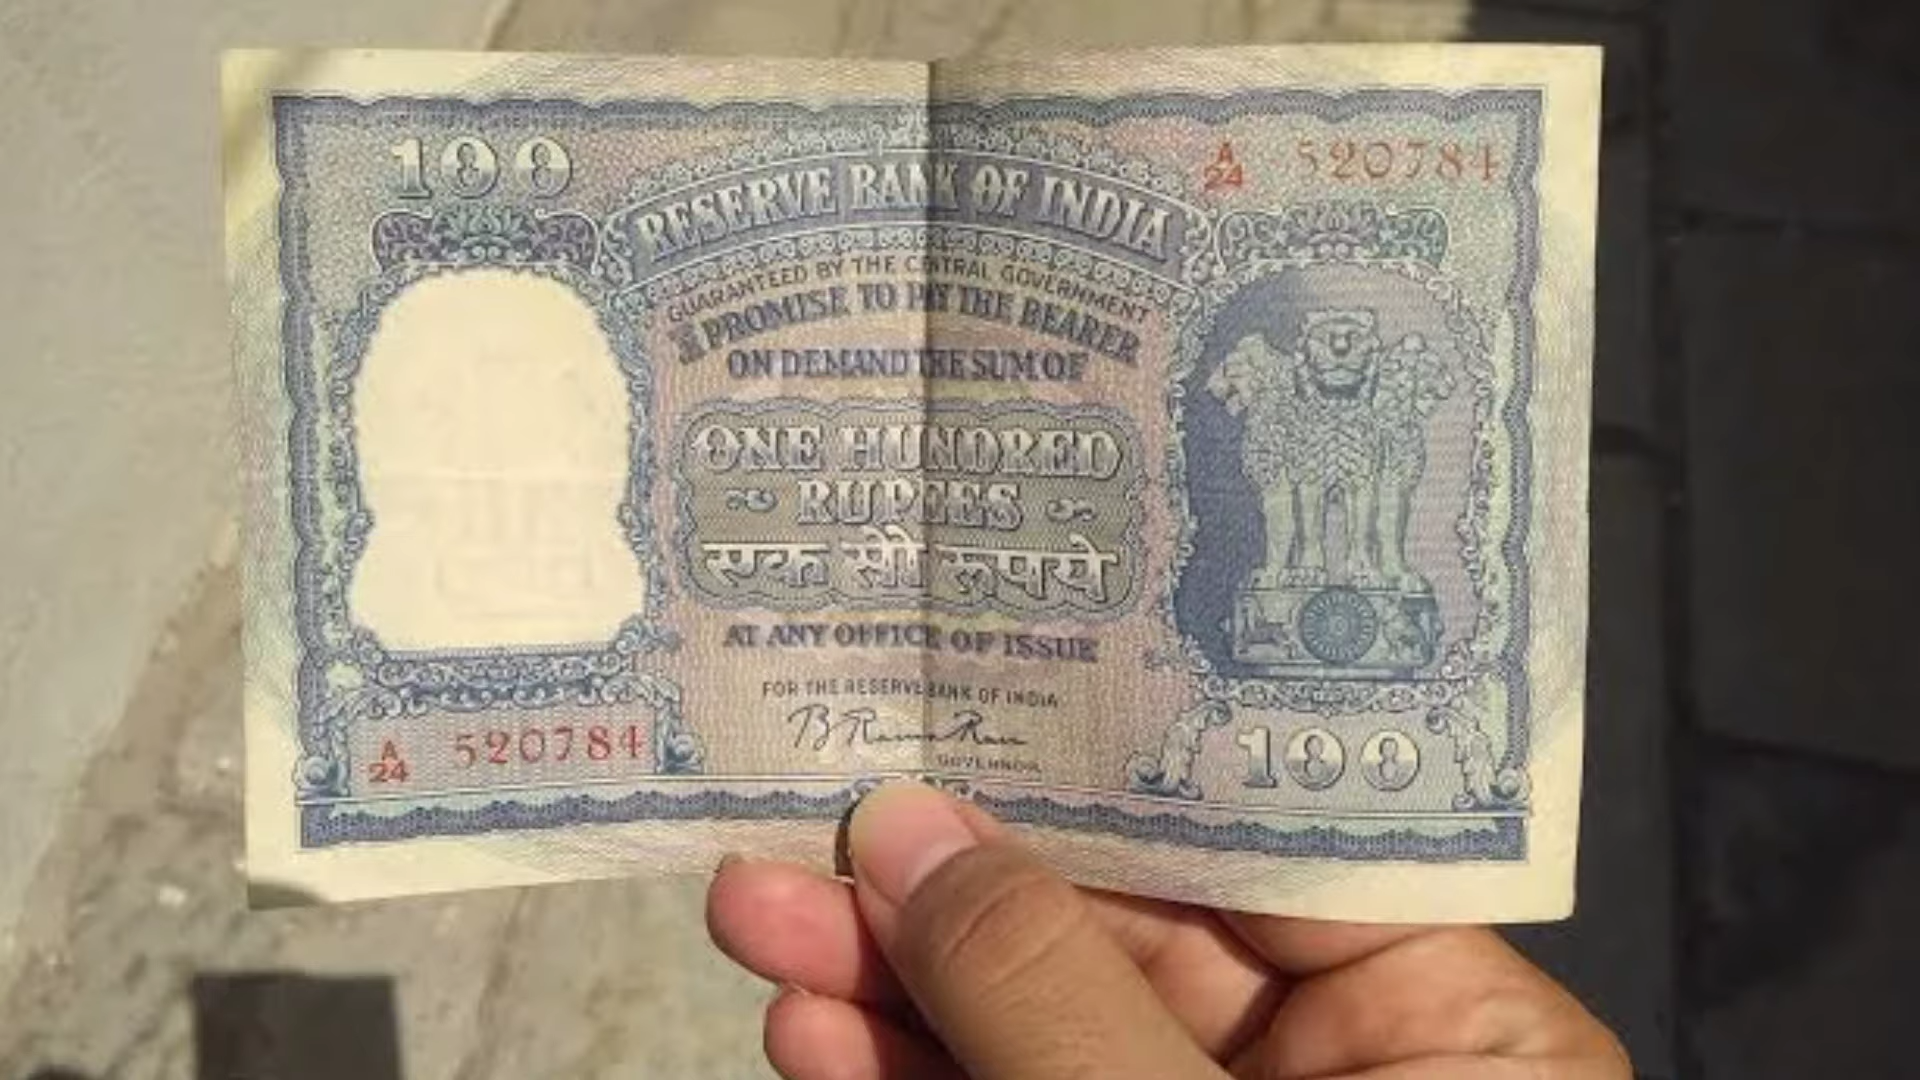 100
A
24 520784
RESERVE BANK OF INDIA
GUARANTEED BY THE CENTRAL GOVERNMENT
I PROMISE TO PAY THE BEARER
ON DEMAND THE SUM OF
ONE HUNDRED
RUPEES
एक सौ रुपये
AT ANY OFFICE OF ISSUE
FOR THE RESERVE BANK OF INDIA
B Rama Rau
GOVERNOR
A
24 520784
100